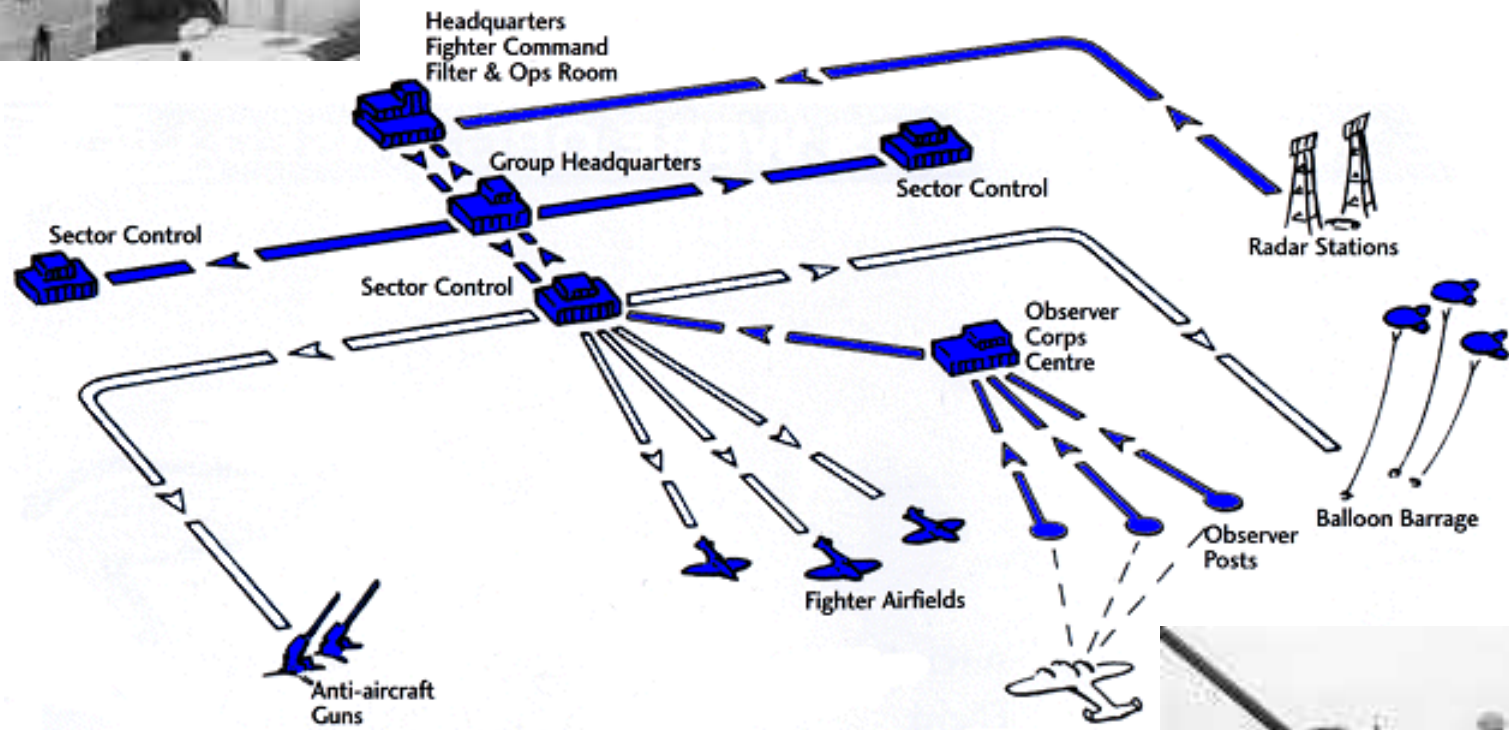 Headquarters
Fighter Command
Filter & Ops Room
Group Headquarters
Sector Control
Sector Control
Sector Control
Radar Stations
Observer
Corps
Centre
Balloon Barrage
Observer
Posts
Fighter Airfields
Anti-aircraft
Guns